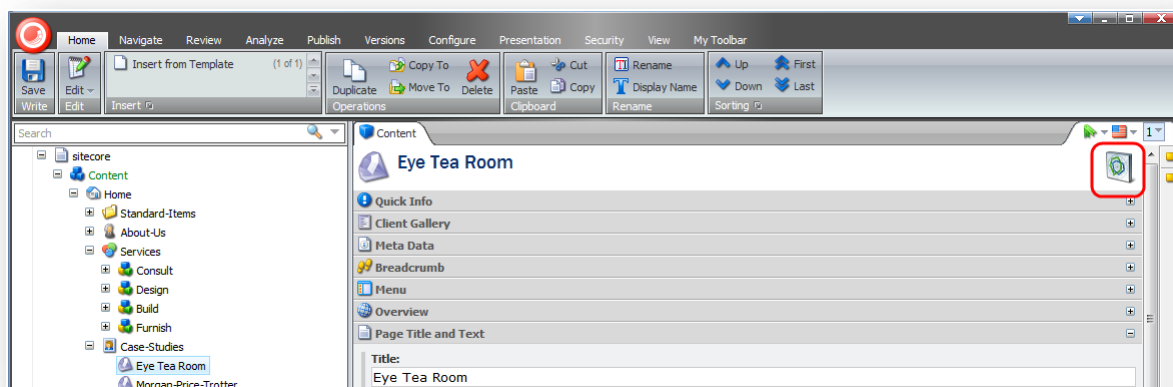 Home Navigate Review Analyze Publish Versions Configure Presentation Security View My Toolbar
Save
Write
Edit
Edit
Insert from Template (1 of 1)
Insert
Duplicate
Copy To
Move To
Delete
Operations
Paste
Cut
Copy
Clipboard
Rename
Display Name
Rename
Up First
Down Last
Sorting
Search
sitecore
Content
Home
Standard-Items
About-Us
Services
Consult
Design
Build
Furnish
Case-Studies
Eye Tea Room
Morgan-Price-Trotter
Content
1
Eye Tea Room
Quick Info
Client Gallery
Meta Data
Breadcrumb
Menu
Overview
Page Title and Text
Title:
Eye Tea Room